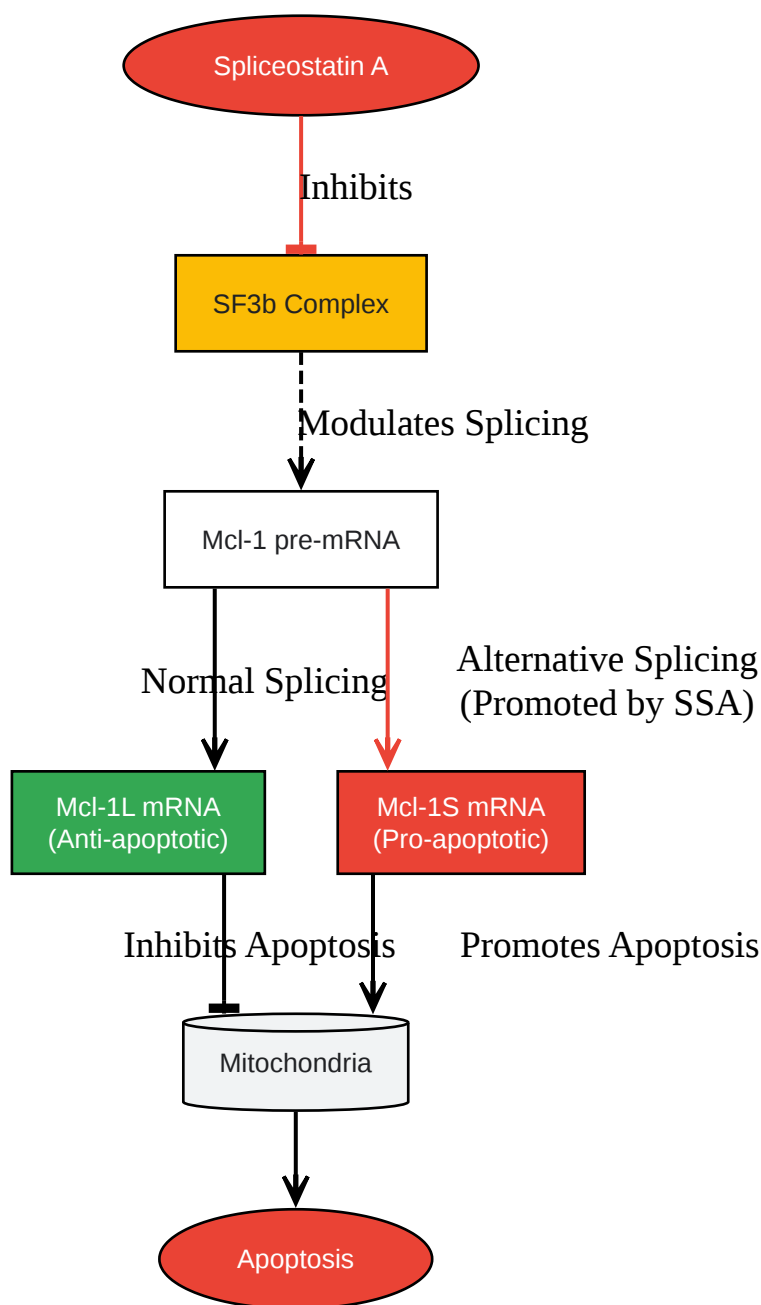 Spliceostatin A
Inhibits
SF3b Complex
Modulates Splicing
Mcl-1 pre-mRNA
Normal Splicing
Alternative Splicing
(Promoted by SSA)
Mcl-1L mRNA
(Anti-apoptotic)
Mcl-1S mRNA
(Pro-apoptotic)
Inhibits Apoptosis
Promotes Apoptosis
Mitochondria
Apoptosis